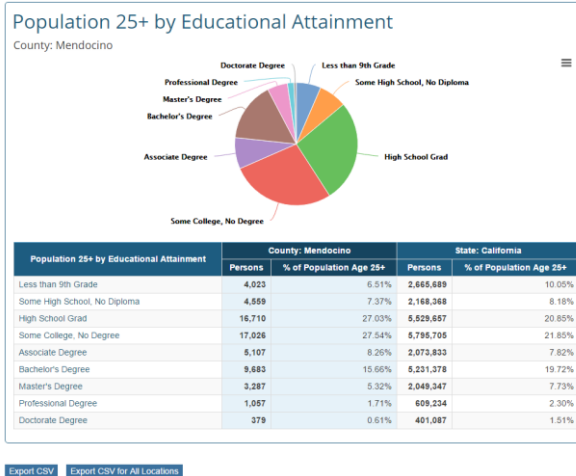 Population 25+ by Educational Attainment
County: Mendocino
Doctorate Degree
Less than 9th Grade
Professional Degree
Some High School, No Diploma
Master's Degree
Bachelor's Degree
Associate Degree
High School Grad
Some College, No Degree
Population 25+ by Educational Attainment County: Mendocino State: California
Persons % of Population Age 25+ Persons % of Population Age 25+
Less than 9th Grade 4,023 6.51% 2,665,689 10.05%
Some High School, No Diploma 4,559 7.37% 2,168,368 8.18%
High School Grad 16,710 27.03% 5,529,657 20.85%
Some College, No Degree 17,026 27.54% 5,795,705 21.85%
Associate Degree 5,107 8.26% 2,073,833 7.82%
Bachelor's Degree 9,683 15.66% 5,231,378 19.72%
Master's Degree 3,287 5.32% 2,049,347 7.73%
Professional Degree 1,057 1.71% 609,234 2.30%
Doctorate Degree 379 0.61% 401,087 1.51%
Export CSV Export CSV for All Locations